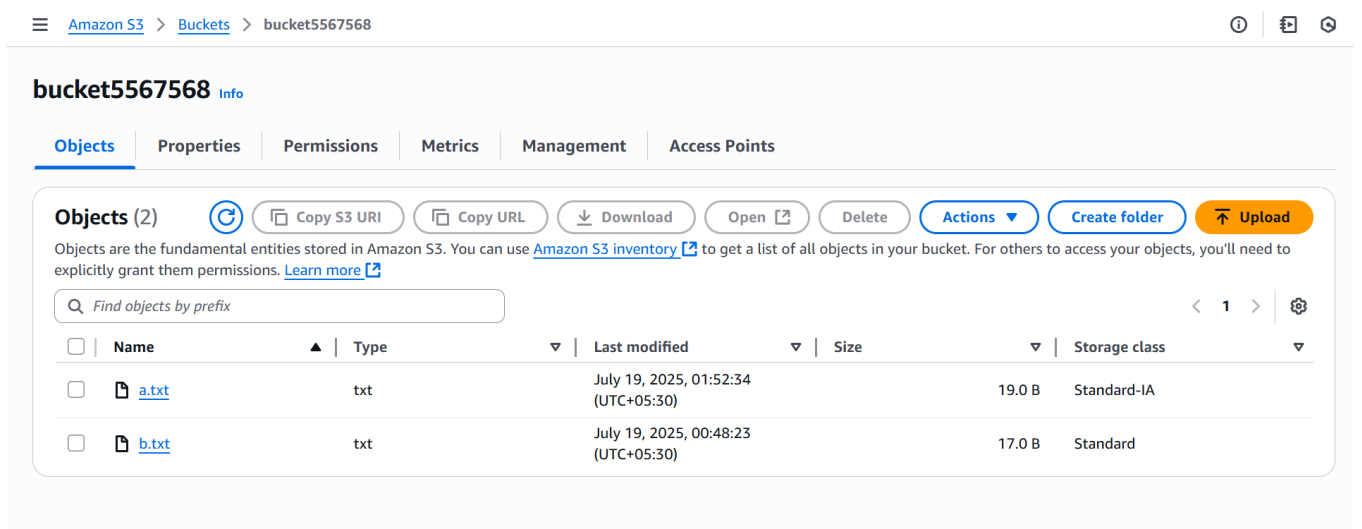 Amazon S3 > Buckets > bucket5567568
bucket5567568 Info
Objects Properties Permissions Metrics Management Access Points
Objects (2) Copy S3 URI Copy URL Download Open Delete Actions Create folder Upload
Objects are the fundamental entities stored in Amazon S3. You can use Amazon S3 inventory to get a list of all objects in your bucket. For others to access your objects, you'll need to
explicitly grant them permissions. Learn more
Find objects by prefix 1
Name Type Last modified Size Storage class
a.txt txt July 19, 2025, 01:52:34 19.0 B Standard-IA
(UTC+05:30)
b.txt txt July 19, 2025, 00:48:23 17.0 B Standard
(UTC+05:30)